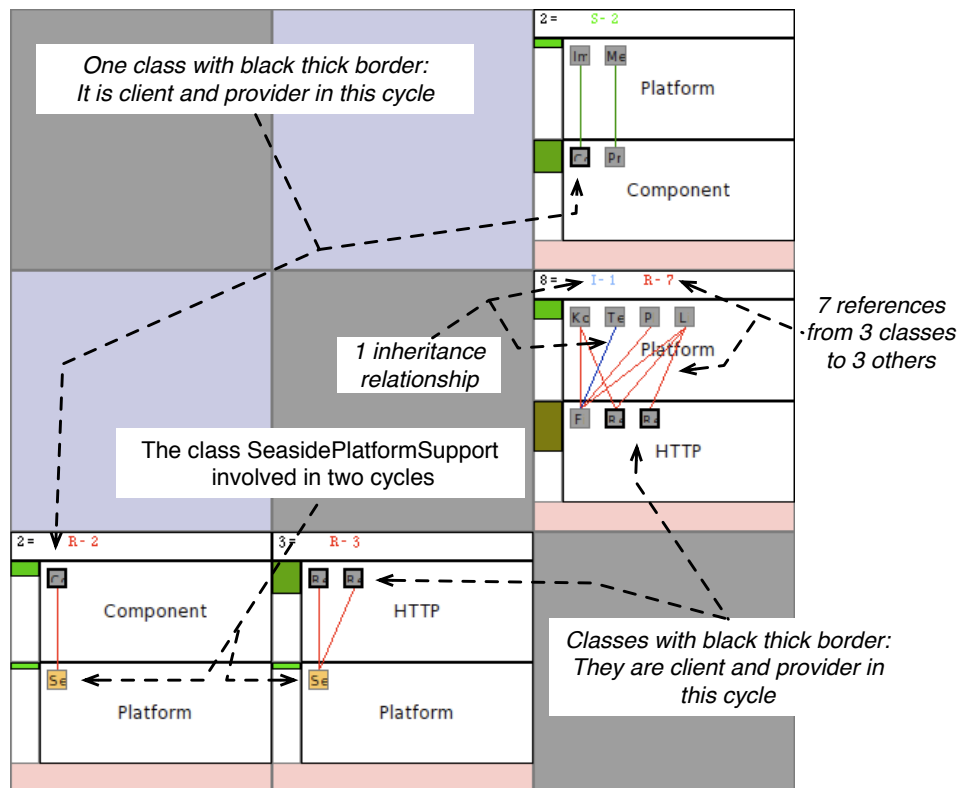 2= S-2
One class with black thick border:
It is client and provider in this cycle
Im Me
Platform
Pr
Component
8= I-1 R-7
Kc Te P L
Platform
7 references
from 3 classes
to 3 others
1 inheritance
relationship
F
HTTP
The class SeasidePlatformSupport
involved in two cycles
2= R-2
3= R-3
Component
HTTP
Se
Se
Platform
Platform
Classes with black thick border:
They are client and provider in
this cycle